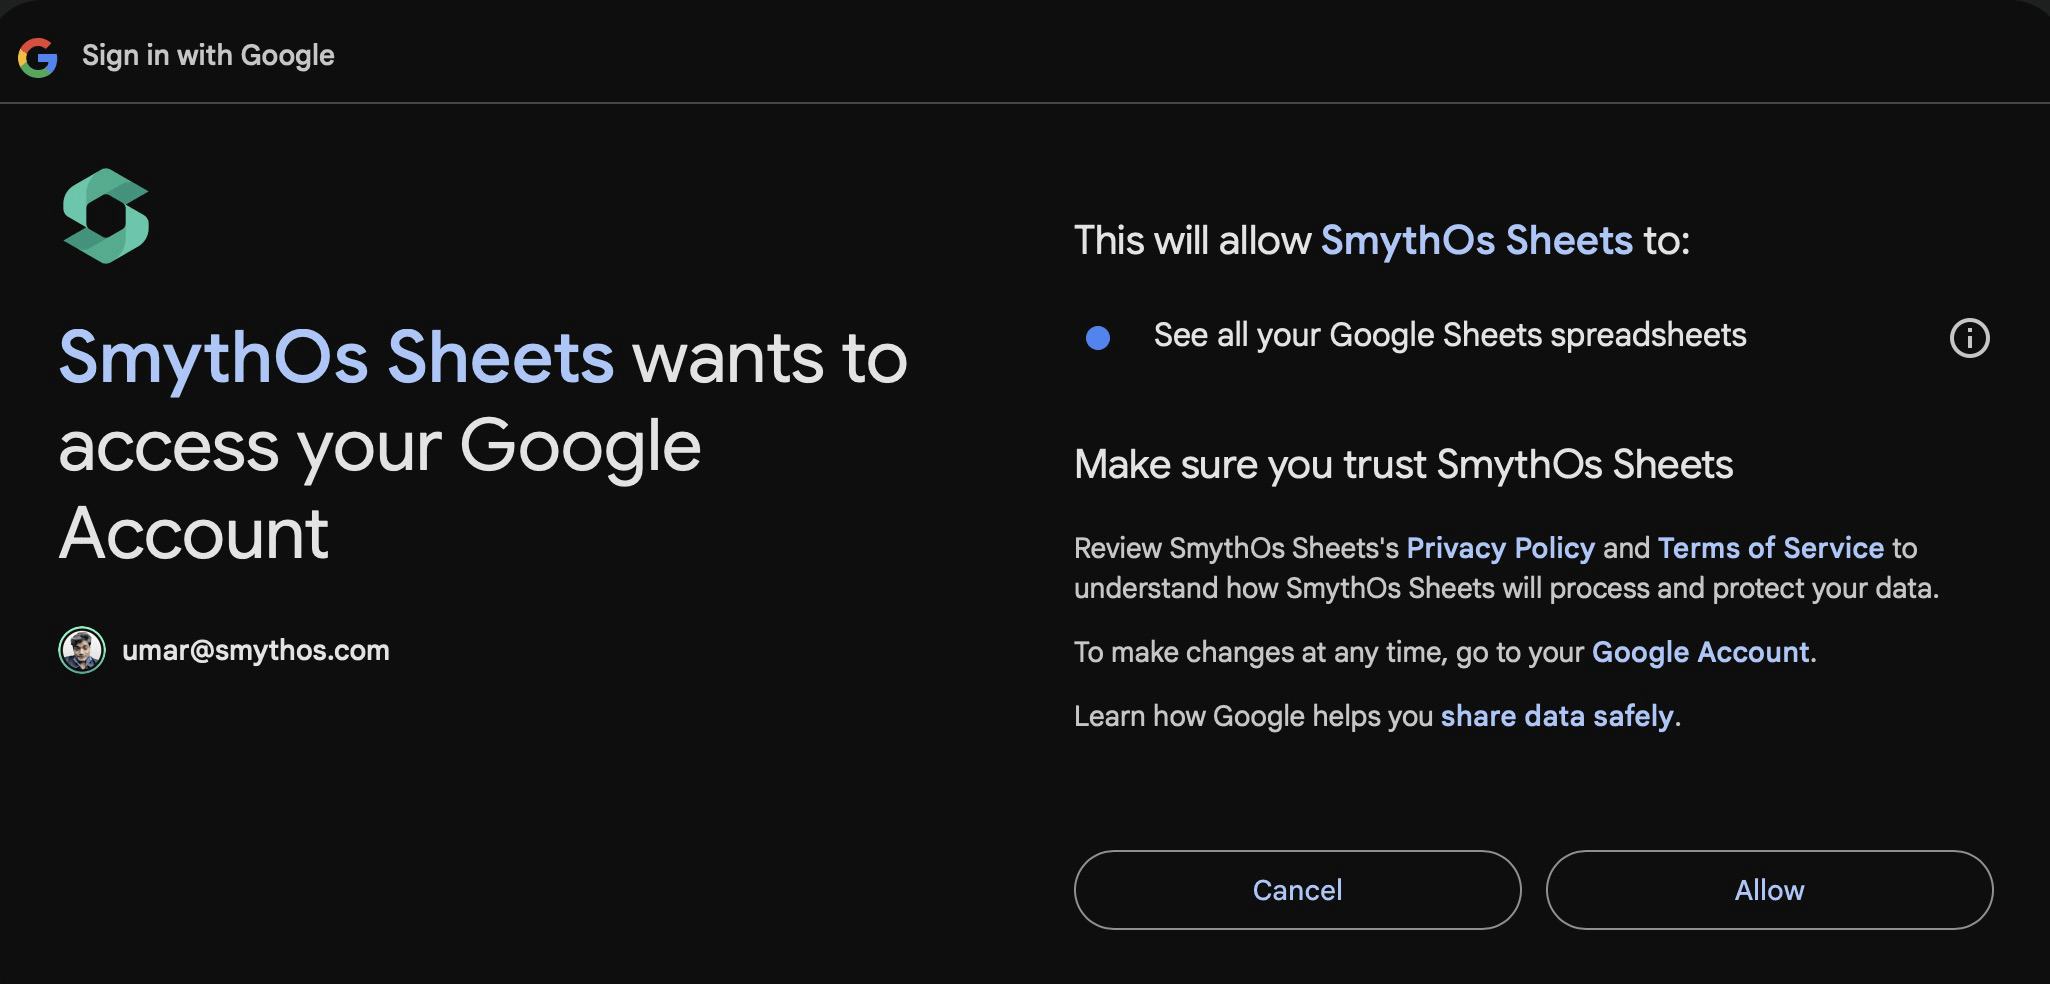 Sign in with Google
SmythOs Sheets wants to
access your Google
Account
umar@smythos.com
This will allow SmythOs Sheets to:
See all your Google Sheets spreadsheets
Make sure you trust SmythOs Sheets
Review SmythOs Sheets's Privacy Policy and Terms of Service to
understand how SmythOs Sheets will process and protect your data.
To make changes at any time, go to your Google Account.
Learn how Google helps you share data safely.
Cancel
Allow